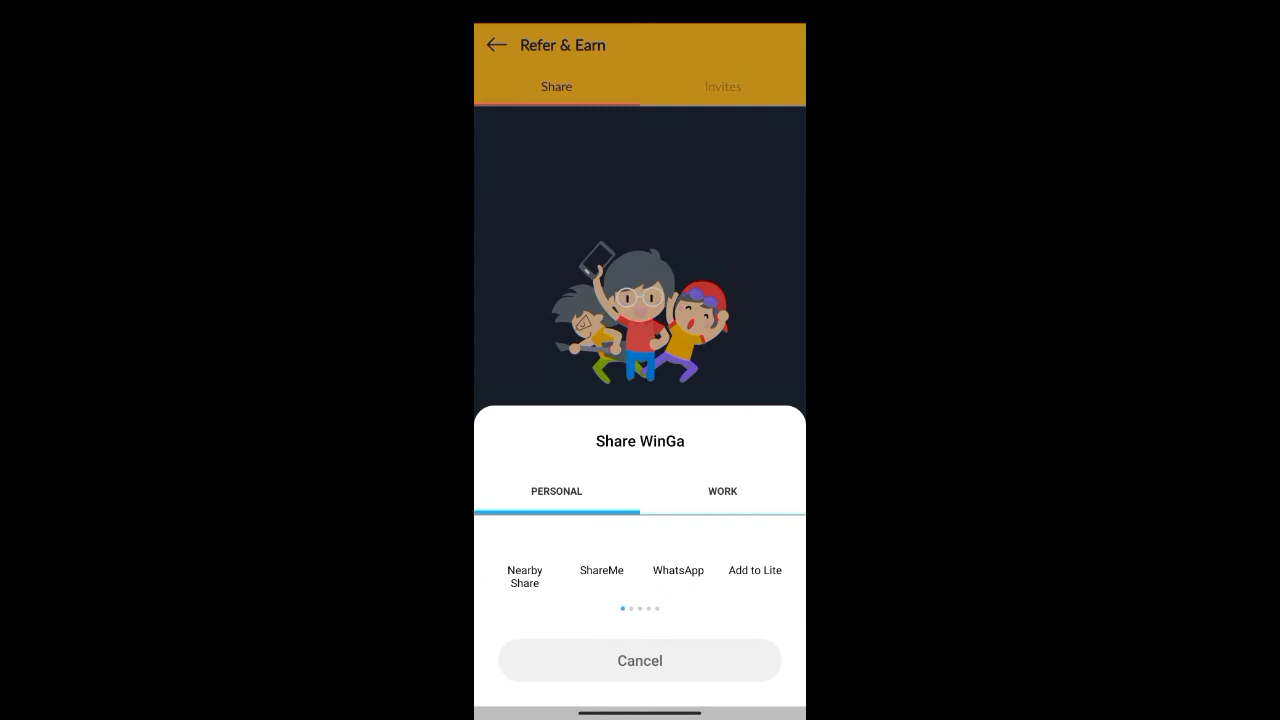 Refer & Earn
Share
Invites
Share WinGa
PERSONAL
WORK
Nearby
Share
ShareMe
WhatsApp
Add to Lite
Cancel